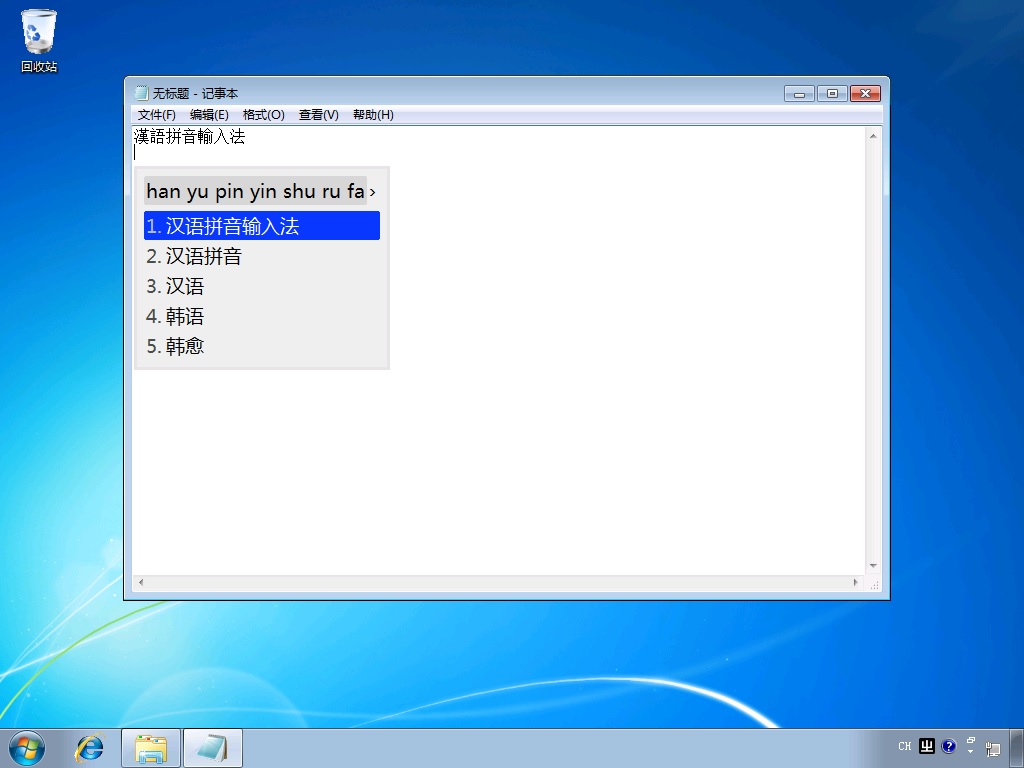 回收站
无标题 - 记事本
文件(F) 编辑(E) 格式(O) 查看(V) 帮助(H)
漢語拼音輸入法
han yu pin yin shu ru fa ›
1. 汉语拼音输入法
2. 汉语拼音
3. 汉语
4. 韩语
5. 韩愈
CH